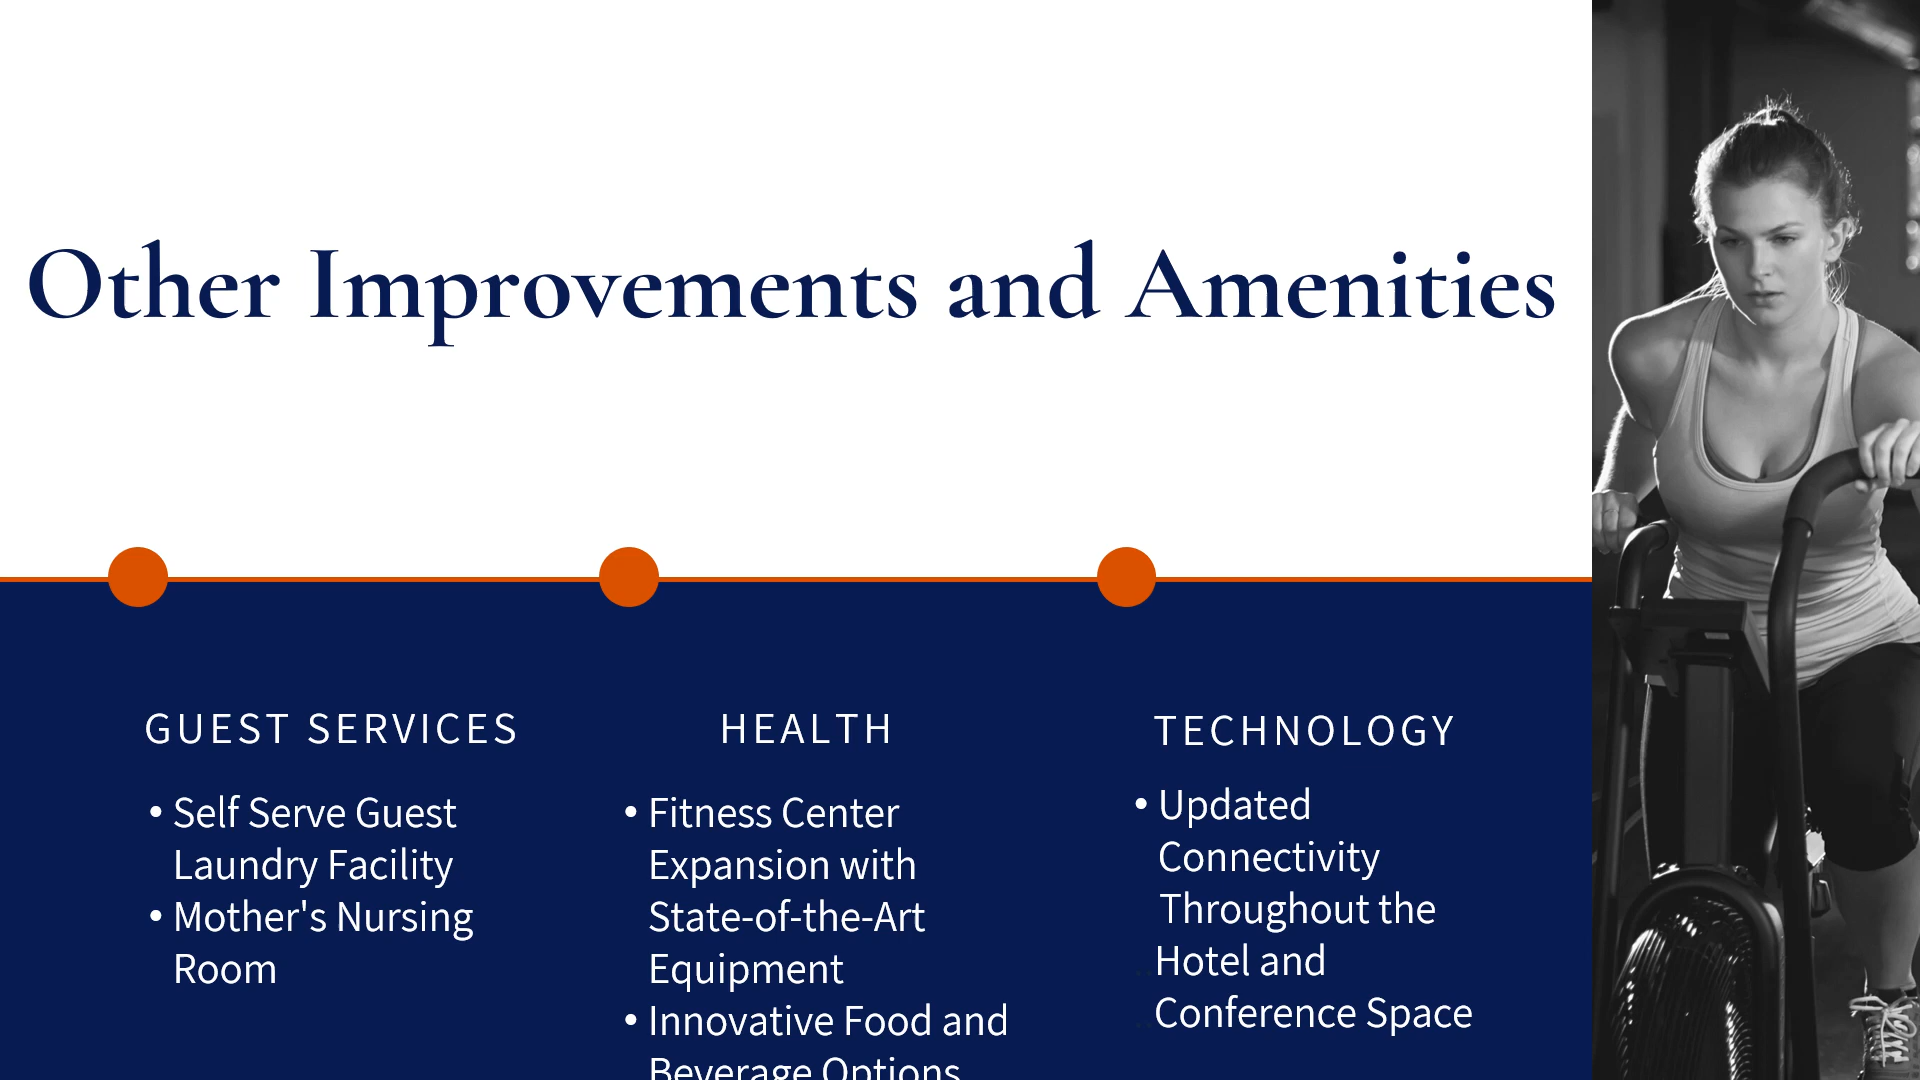 Other Improvements and Amenities
GUEST SERVICES
• Self Serve Guest
Laundry Facility
• Mother's Nursing
Room
HEALTH
• Fitness Center
Expansion with
State-of-the-Art
Equipment
• Innovative Food and
Beverage Options
TECHNOLOGY
• Updated
Connectivity
Throughout the
Hotel and
Conference Space